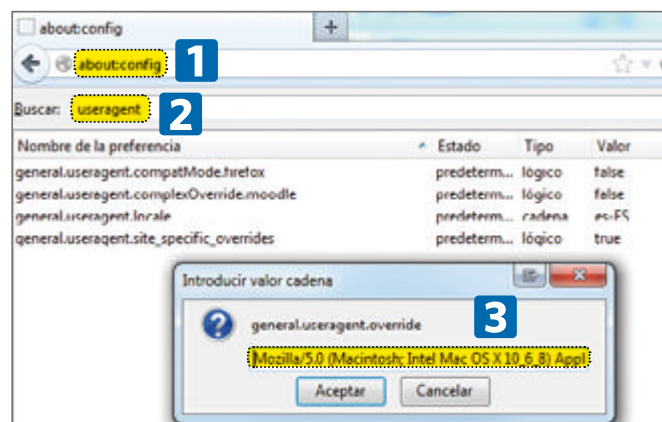 about:config
+
about:config 1
Buscar: useragent 2
Nombre de la preferencia Estado Tipo Valor
general.useragent.compatMode.firefox predeterm... lógico false
general.useragent.complexOverride.moodle predeterm... lógico false
general.useragent.locale predeterm... cadena es-ES
general.useragent.site_specific_overrides predeterm... lógico true
Introducir valor cadena
general.useragent.override 3
Mozilla/5.0 (Macintosh; Intel Mac OS X 10_6_8) Appl
Aceptar Cancelar